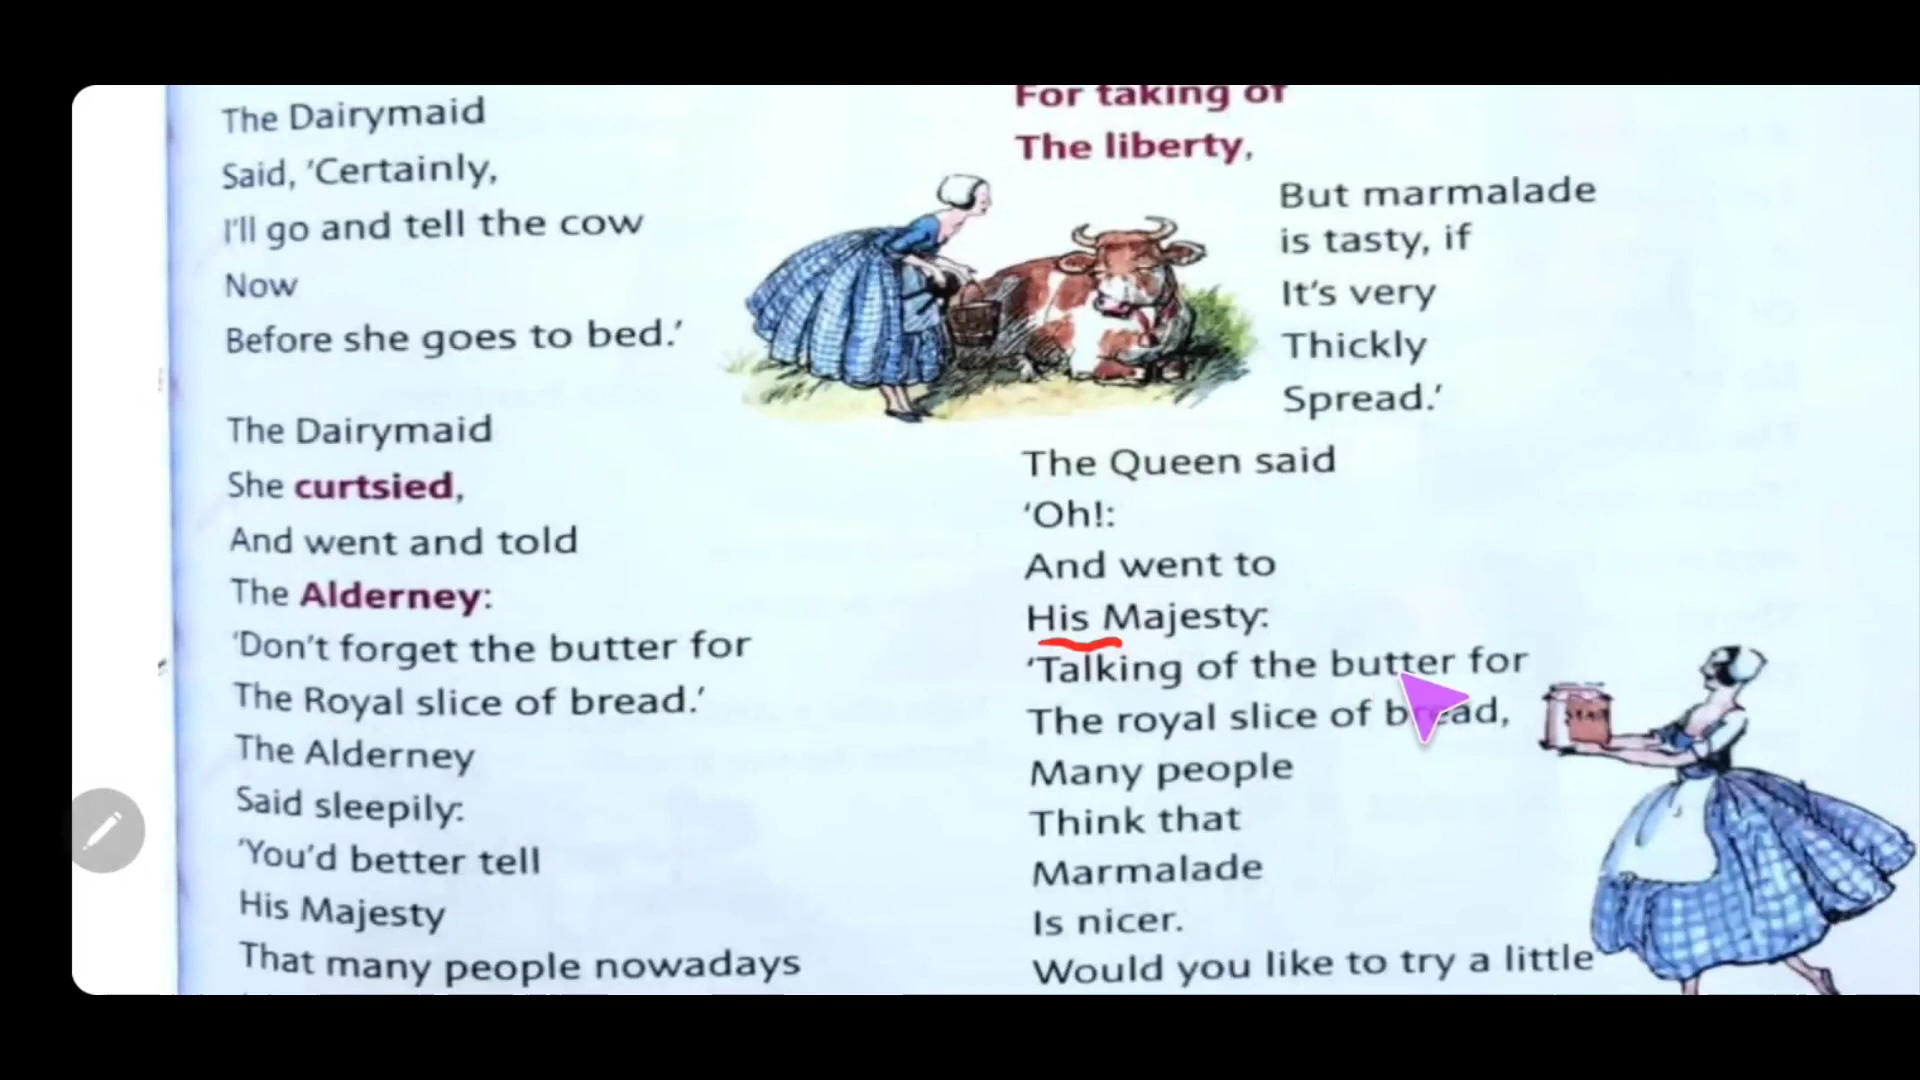 The Dairymaid
Said, ‘Certainly,
I'll go and tell the cow
Now
Before she goes to bed.’
The Dairymaid
She curtsied,
And went and told
The Alderney:
‘Don't forget the butter for
The Royal slice of bread.’
The Alderney
Said sleepily:
‘You'd better tell
His Majesty
That many people nowadays
For taking of
The liberty,
But marmalade
is tasty, if
It's very
Thickly
Spread.’
The Queen said
‘Oh!:
And went to
His Majesty:
‘Talking of the butter for
The royal slice of bread,
Many people
Think that
Marmalade
Is nicer.
Would you like to try a little